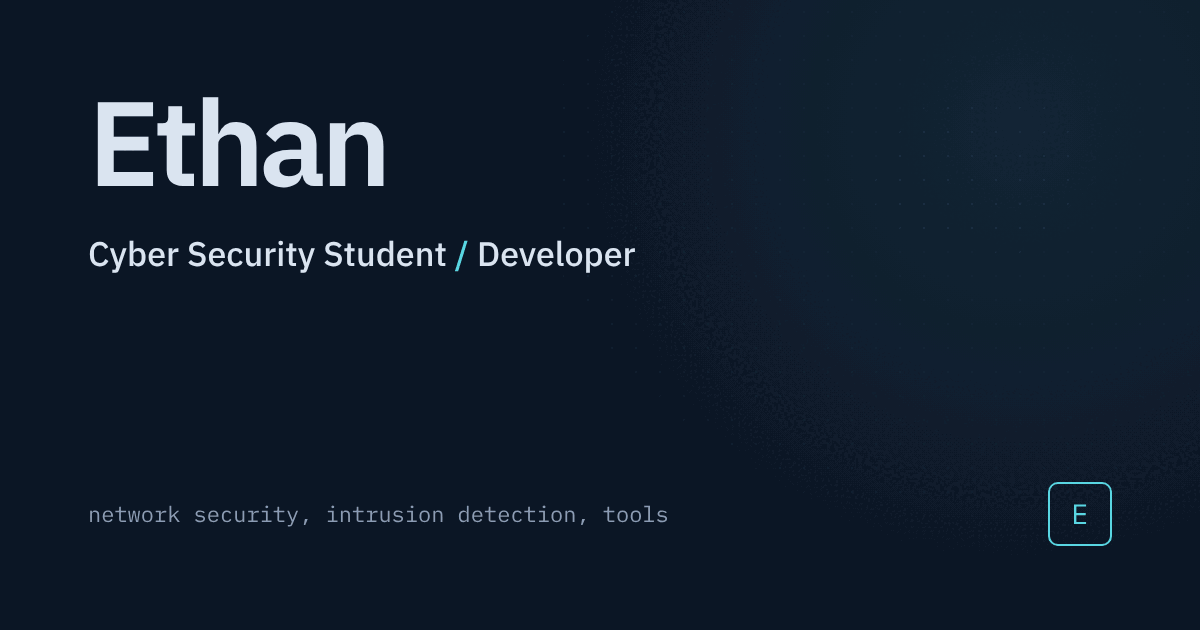 Ethan
Cyber Security Student / Developer
network security, intrusion detection, tools
E